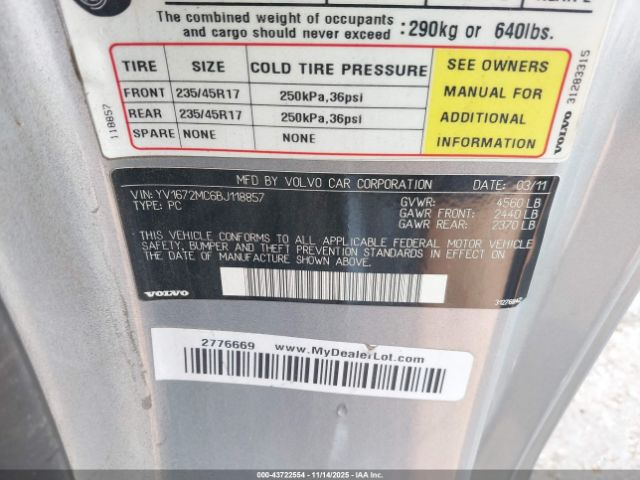 The combined weight of occupants
and cargo should never exceed :290kg or 640lbs.
TIRE SIZE COLD TIRE PRESSURE SEE OWNERS
FRONT 235/45R17 250kPa,36psi MANUAL FOR
REAR 235/45R17 250kPa,36psi ADDITIONAL
SPARE NONE NONE INFORMATION
118857
VOLVO 31283315
MFD BY VOLVO CAR CORPORATION DATE: 03/11
VIN: YV1672MC6BJ118857 GVWR: 4560 LB
TYPE: PC GAWR FRONT: 2440 LB
GAWR REAR: 2370 LB
THIS VEHICLE CONFORMS TO ALL APPLICABLE FEDERAL MOTOR VEHICLE
SAFETY, BUMPER AND THEFT PREVENTION STANDARDS IN EFFECT ON
THE DATE OF MANUFACTURE SHOWN ABOVE.
VOLVO
2776669 www.MyDealerLot.com
00-43722554 | 11/14/2025 | IAA